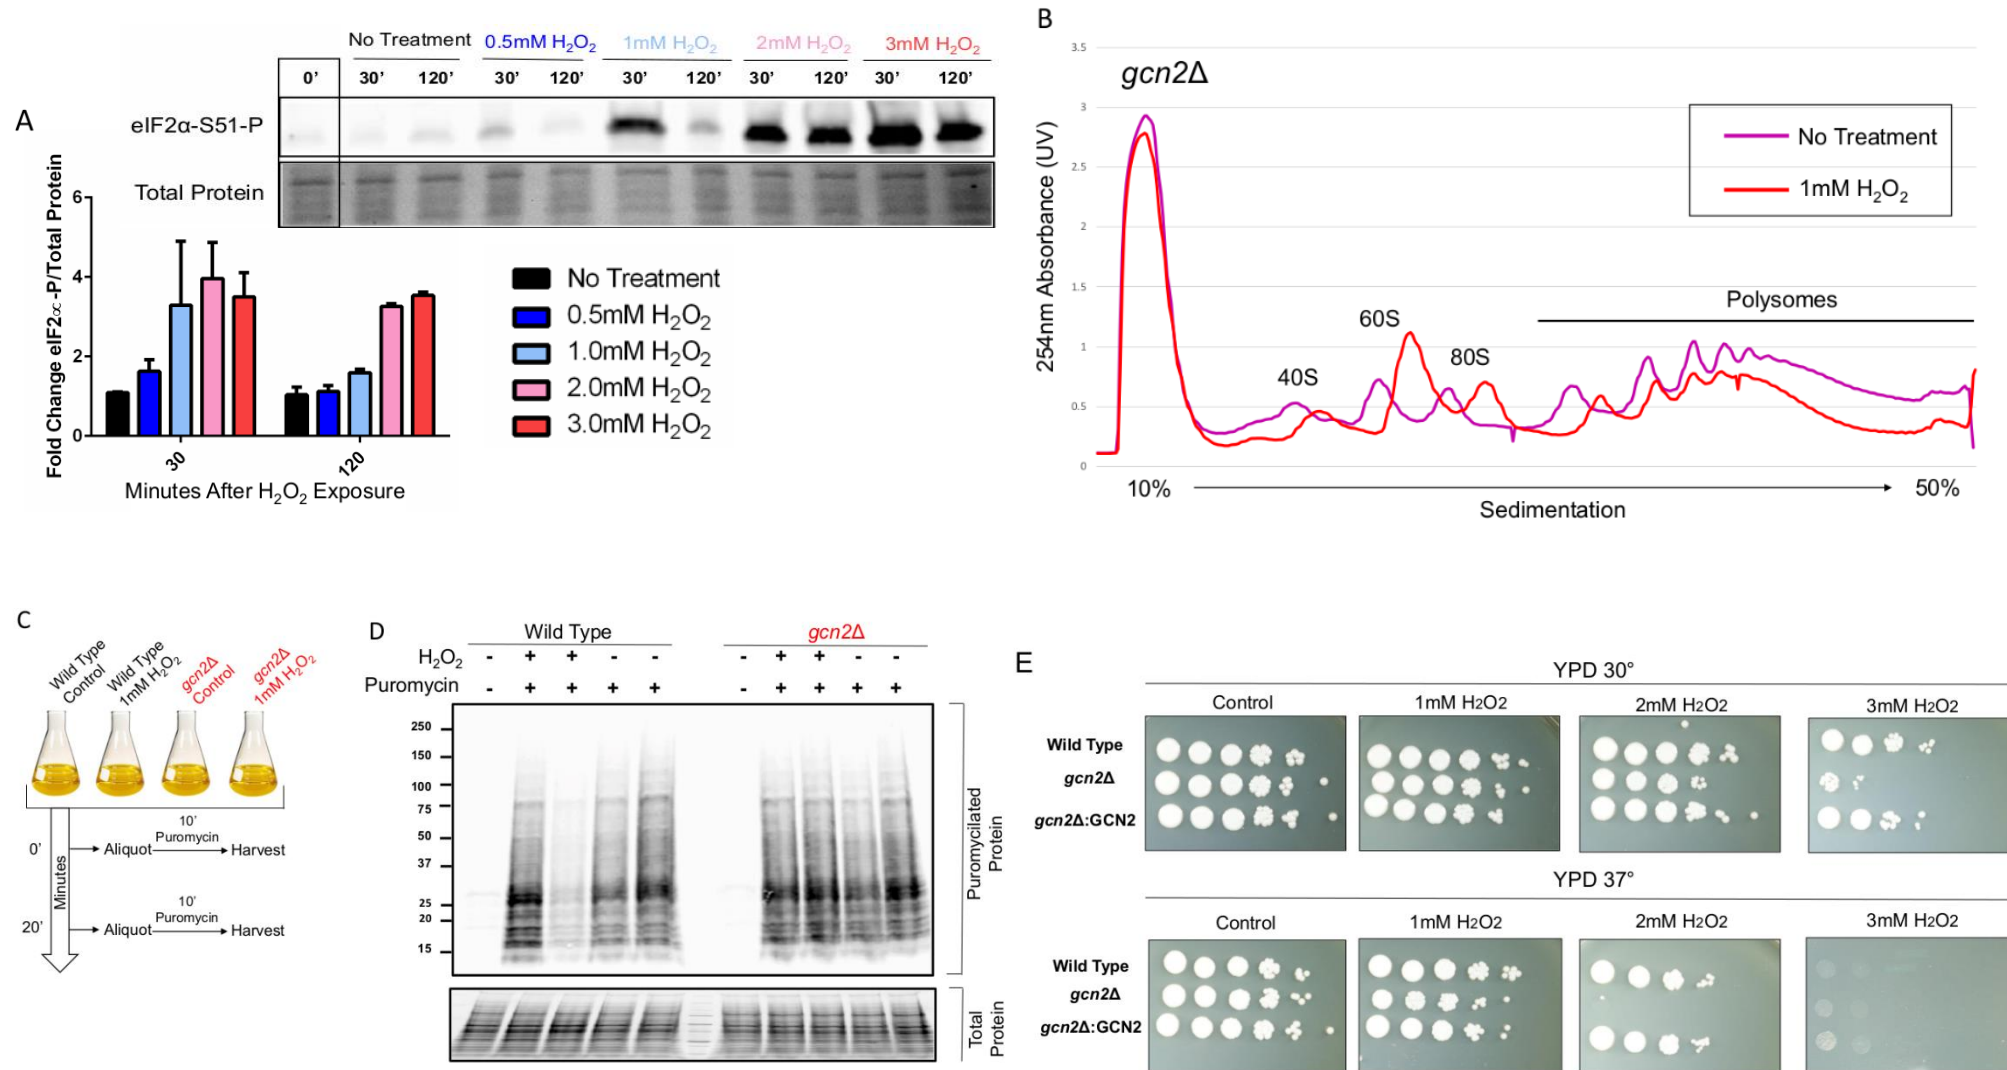 A
No Treatment 0.5mM H₂O₂ 1mM H₂O₂ 2mM H₂O₂ 3mM H₂O₂
0' 30' 120' 30' 120' 30' 120' 30' 120' 30' 120'
eIF2α-S51-P
Total Protein
Fold Change eIF2∝-P/Total Protein
6
4
2
0
30 120
Minutes After H₂O₂ Exposure
No Treatment
0.5mM H₂O₂
1.0mM H₂O₂
2.0mM H₂O₂
3.0mM H₂O₂
B
gcn2Δ
254nm Absorbance (UV)
3.5
3
2.5
2
1.5
1
0.5
0
No Treatment
1mM H₂O₂
40S
60S
80S
Polysomes
10% 50%
Sedimentation
C
Wild Type
Control
Wild Type
1mM H₂O₂
gcn2Δ
Control
gcn2Δ
1mM H₂O₂
Minutes
0'
10'
Aliquot Puromycin Harvest
20'
10'
Aliquot Puromycin Harvest
D
Wild Type gcn2Δ
H₂O₂ - + + - - - + + - -
Puromycin - + + + + - + + + +
250
150
100
75
50
37
25
20
15
Puromycilated
Protein
Total
Protein
E
YPD 30°
Control 1mM H2O2 2mM H2O2 3mM H2O2
Wild Type
gcn2Δ
gcn2Δ:GCN2
YPD 37°
Control 1mM H2O2 2mM H2O2 3mM H2O2
Wild Type
gcn2Δ
gcn2Δ:GCN2